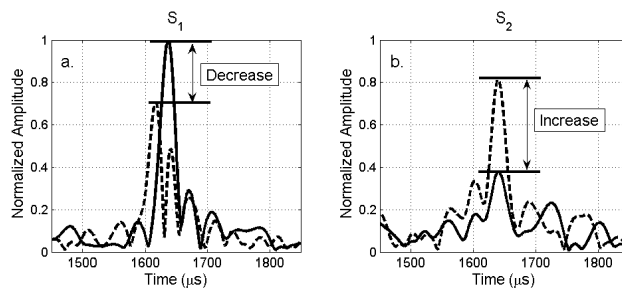 S1
a.
Decrease
Normalized Amplitude
1
0.8
0.6
0.4
0.2
0
1500 1600 1700 1800
Time (μs)
S2
b.
Increase
Normalized Amplitude
1
0.8
0.6
0.4
0.2
0
1500 1600 1700 1800
Time (μs)